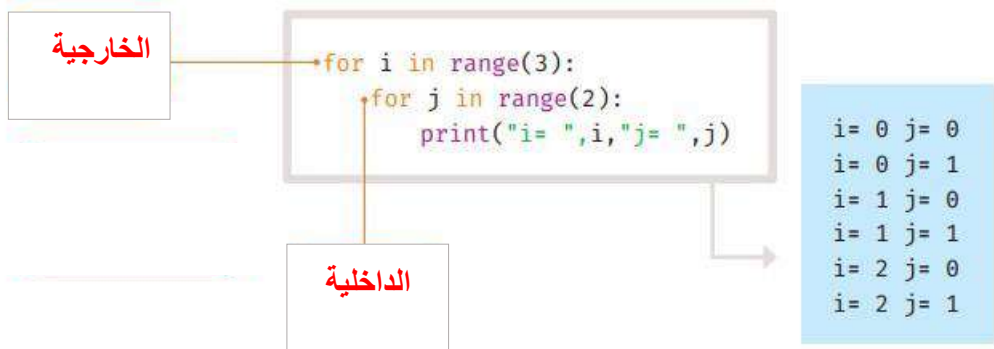 الخارجية
for i in range(3):
for j in range(2):
print("i= ",i,"j= ",j)
i= 0 j= 0
i= 0 j= 1
i= 1 j= 0
i= 1 j= 1
i= 2 j= 0
i= 2 j= 1
الداخلية